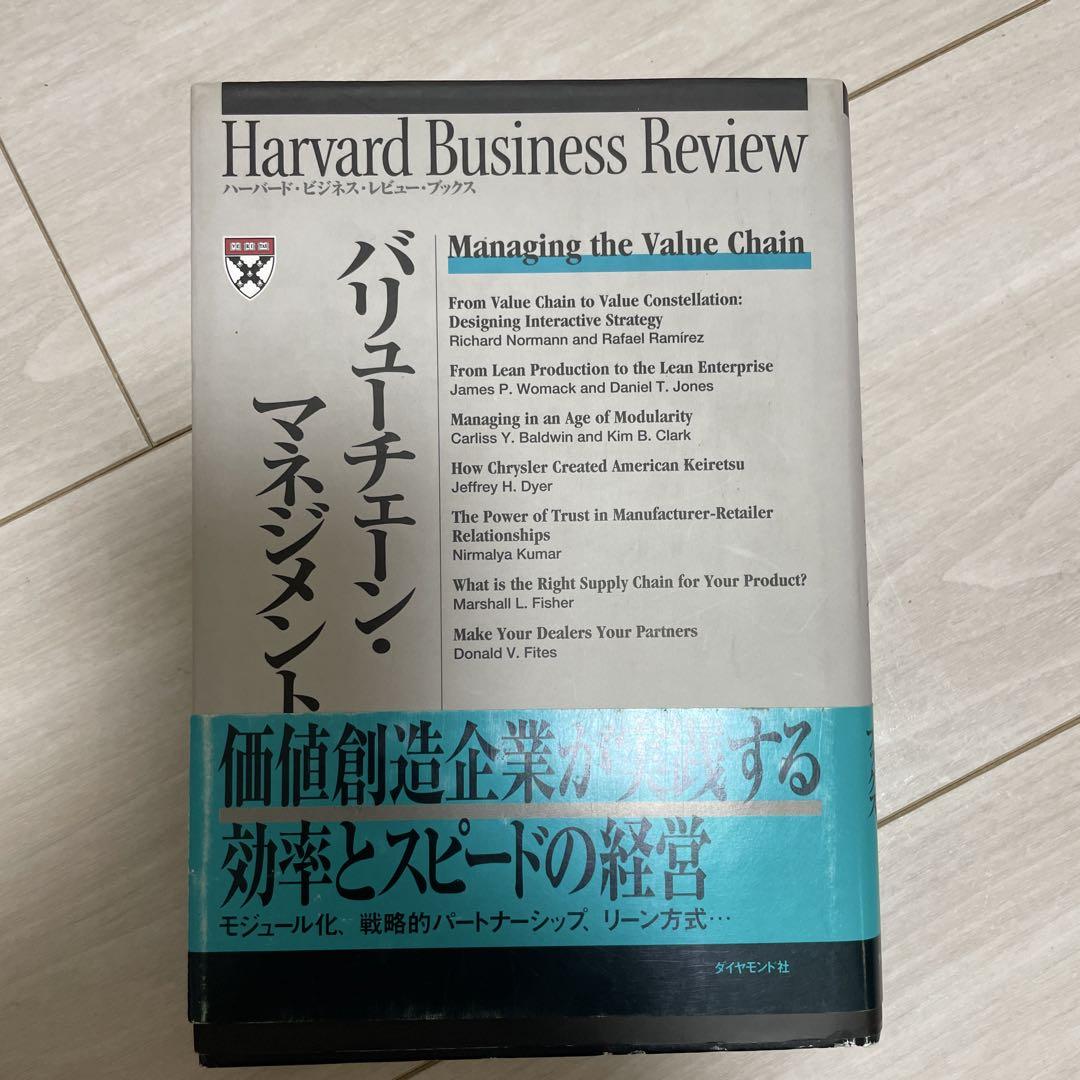 Harvard Business Review
ハーバード・ビジネス・レビュー・ブックス
バリューチェーン・
マネジメント
Managing the Value Chain
From Value Chain to Value Constellation:
Designing Interactive Strategy
Richard Normann and Rafael Ramírez
From Lean Production to the Lean Enterprise
James P. Womack and Daniel T. Jones
Managing in an Age of Modularity
Carliss Y. Baldwin and Kim B. Clark
How Chrysler Created American Keiretsu
Jeffrey H. Dyer
The Power of Trust in Manufacturer-Retailer
Relationships
Nirmalya Kumar
What is the Right Supply Chain for Your Product?
Marshall L. Fisher
Make Your Dealers Your Partners
Donald V. Fites
価値創造企業が実践する
効率とスピードの経営
モジュール化、戦略的パートナーシップ、リーン方式…
ダイヤモンド社